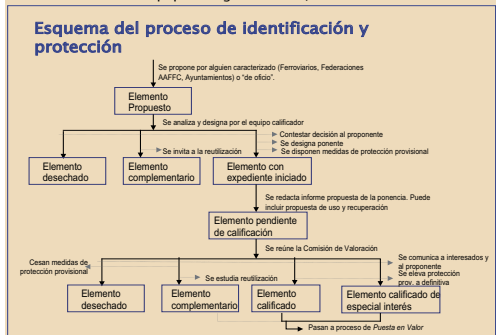 Esquema del proceso de identificación y
protección
Se propone por alguien caracterizado (Ferroviarios, Federaciones
AAFFC, Ayuntamientos) o “de oficio”.
Elemento
Propuesto
Se analiza y designa por el equipo calificador
Contestar decisión al proponente
Se designa ponente
Se invita a la reutilización
Se disponen medidas de protección provisional
Elemento
desechado
Elemento
complementario
Elemento con
expediente iniciado
Se redacta informe propuesta de la ponencia. Puede
incluir propuesta de uso y recuperación
Elemento pendiente
de calificación
Se reúne la Comisión de Valoración
Cesan medidas de
protección provisional
Se comunica a interesados y
al proponente
Se estudia reutilización
Se eleva protección
prov. a definitiva
Elemento
desechado
Elemento
complementario
Elemento
calificado
Elemento calificado de
especial interés
Pasan a proceso de Puesta en Valor